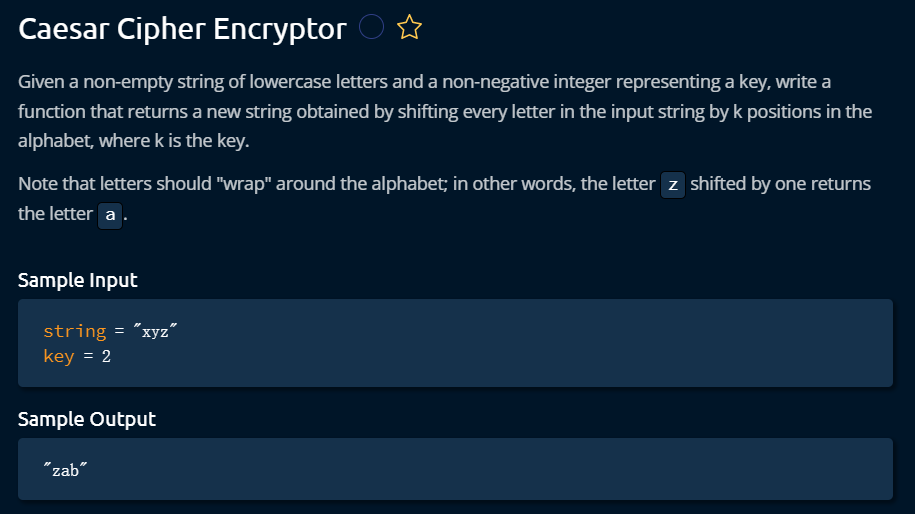 Caesar Cipher Encryptor
Given a non-empty string of lowercase letters and a non-negative integer representing a key, write a
function that returns a new string obtained by shifting every letter in the input string by k positions in the
alphabet, where k is the key.
Note that letters should "wrap" around the alphabet; in other words, the letter z shifted by one returns
the letter a.
Sample Input
string = "xyz"
key = 2
Sample Output
"zab"